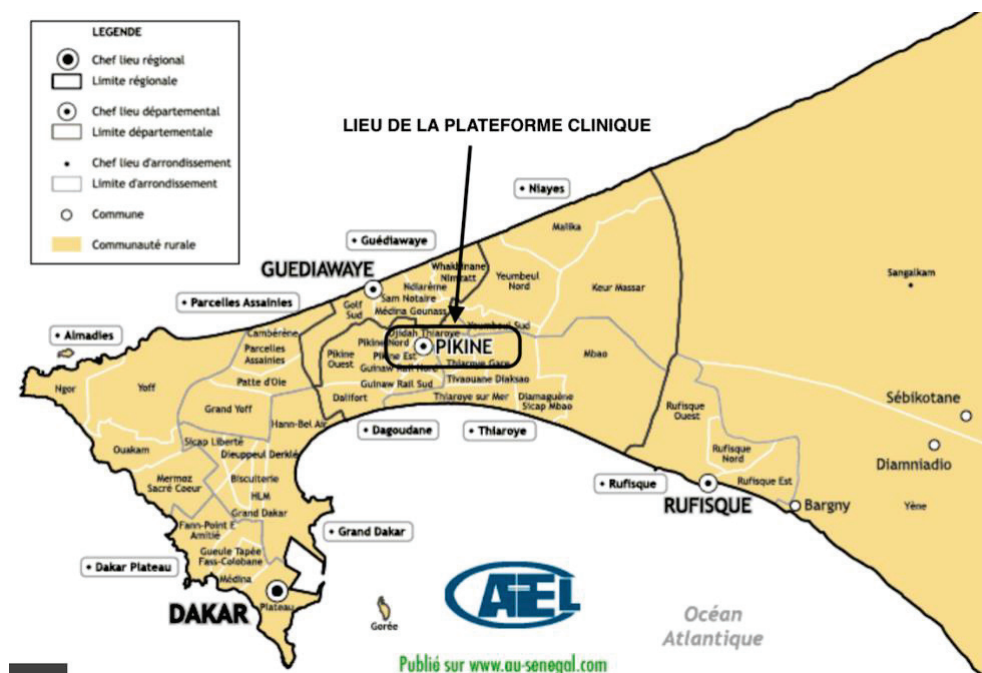 LEGENDE
Chef lieu régional
Limite régionale
Chef lieu départemental
Limite départementale
Chef lieu d'arrondissement
Limite d'arrondissement
Commune
Communauté rurale
LIEU DE LA PLATEFORME CLINIQUE
• Niayes
• Guédiawaye
GUEDIAWAYE
• Parcelles Assainies
• Almadies
Malika
Whakhinane
Nimzatt
Yeumbeul
Nord
Keur Massar
Sangalkam
Ndiarème
Sam Notaire
Golf
Sud
Médina Gounass
Yeumbeul Sud
Djidah Thiaroye
Cambérène
Parcelles
Assainies
Pikine Nord
PIKINE
Pikine
Ouest
Pikine Est
Mbao
Thiaroye Gare
Guinaw Rail Nord
Ngor
Yoff
Patte d'Oie
Guinaw Rail Sud
Tivaouane Diaksao
Dalifort
Thiaroye sur Mer
Diamaguène
Sicap Mbao
Grand Yoff
Hann-Bel Air
• Dagoudane
• Thiaroye
Rufisque
Ouest
Sébikotane
Ouakam
Sicap Liberté
Dieuppeul Derklé
Rufisque
Nord
Diamniadio
Mermoz
Sacré Coeur
Biscuiterie
HLM
Rufisque Est
• Rufisque
RUFISQUE
Bargny
Yène
Grand Dakar
Fann-Point E
Amitié
• Grand Dakar
Gueule Tapée
Fass-Colobane
• Dakar Plateau
Médina
DAKAR
Plateau
Gorée
ATEL
Océan
Atlantique
Publié sur www.au-senegal.com